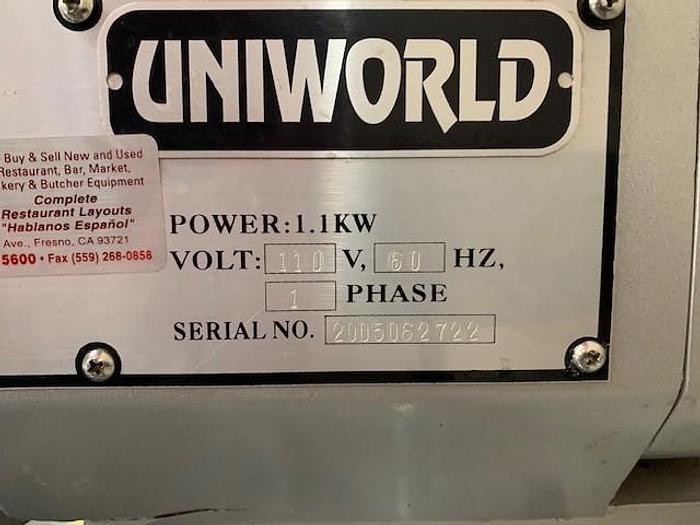 UNIWORLD
Buy & Sell New and Used
Restaurant, Bar, Market,
kery & Butcher Equipment
Complete
Restaurant Layouts
"Hablanos Español"
Ave., Fresno, CA 93721
5600 • Fax (559) 268-0858
POWER:1.1KW
VOLT: 110 V, 60 HZ,
1 PHASE
SERIAL NO. 2005062722